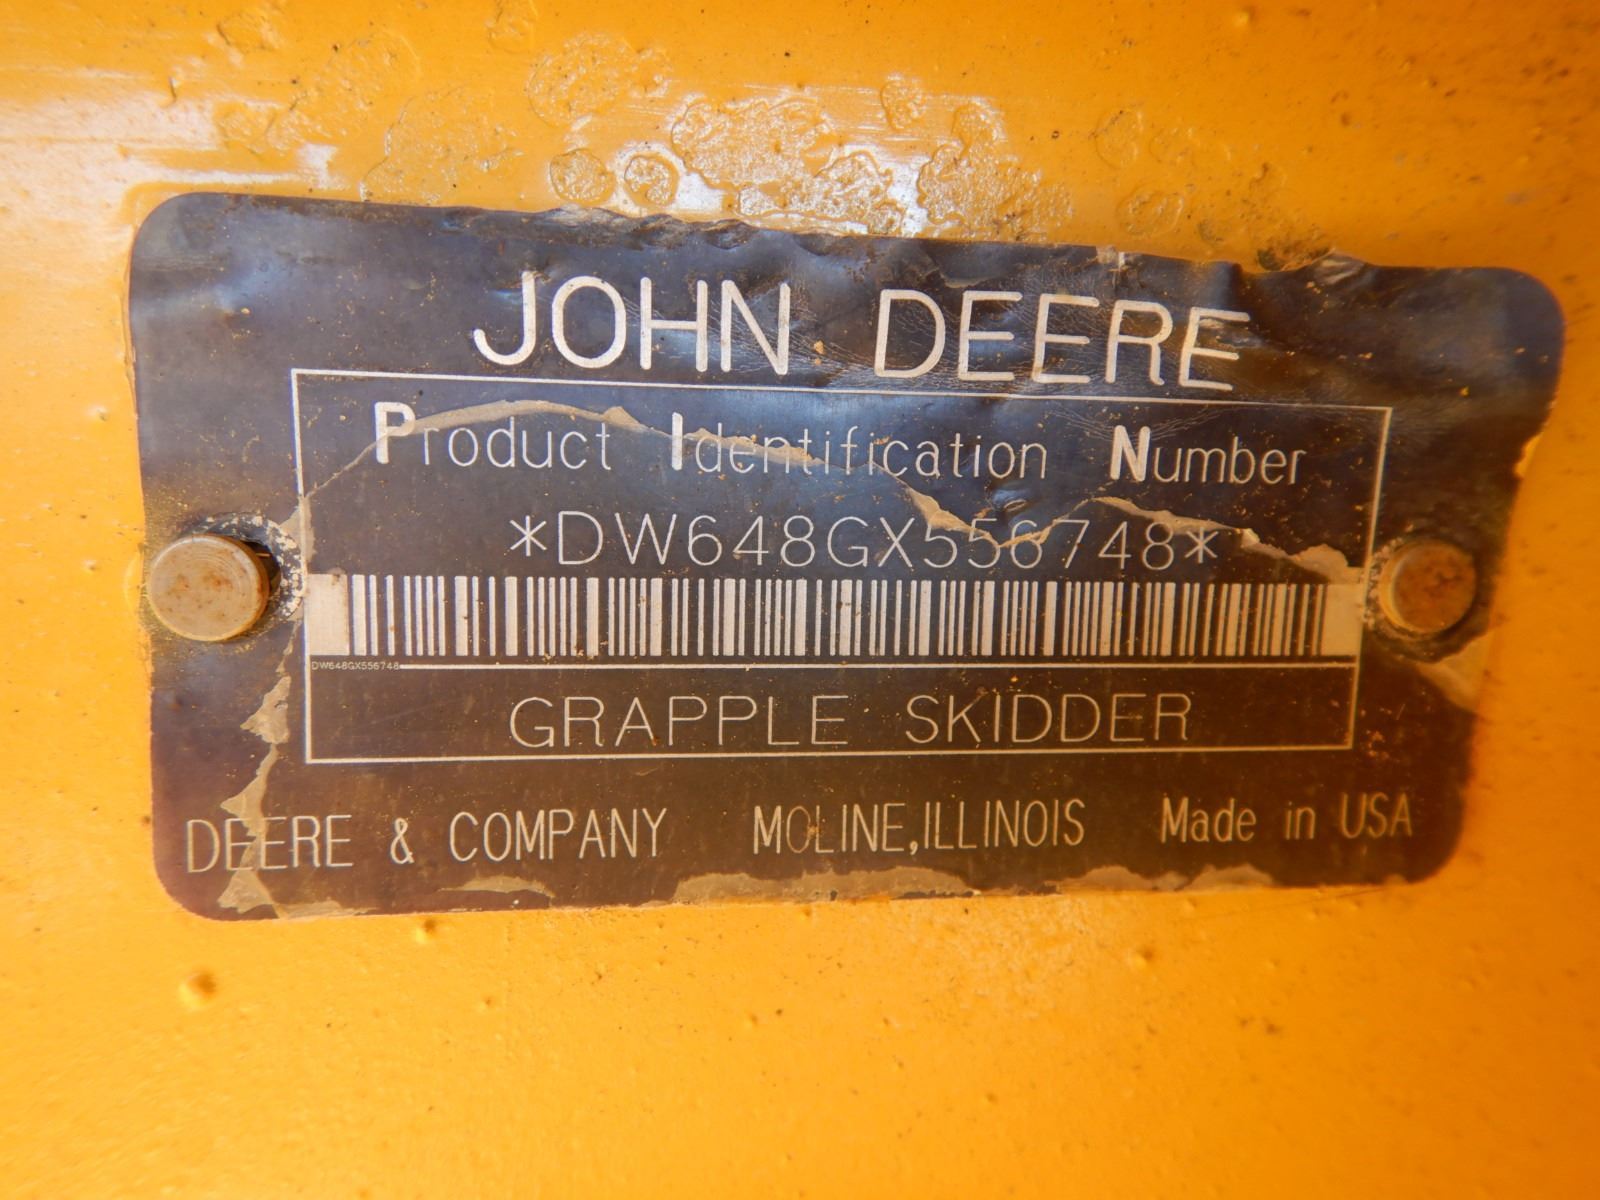 JOHN DEERE
Product Identification Number
*DW648GX556748*
DW648GX556748
GRAPPLE SKIDDER
DEERE & COMPANY MOLINE,ILLINOIS Made in USA